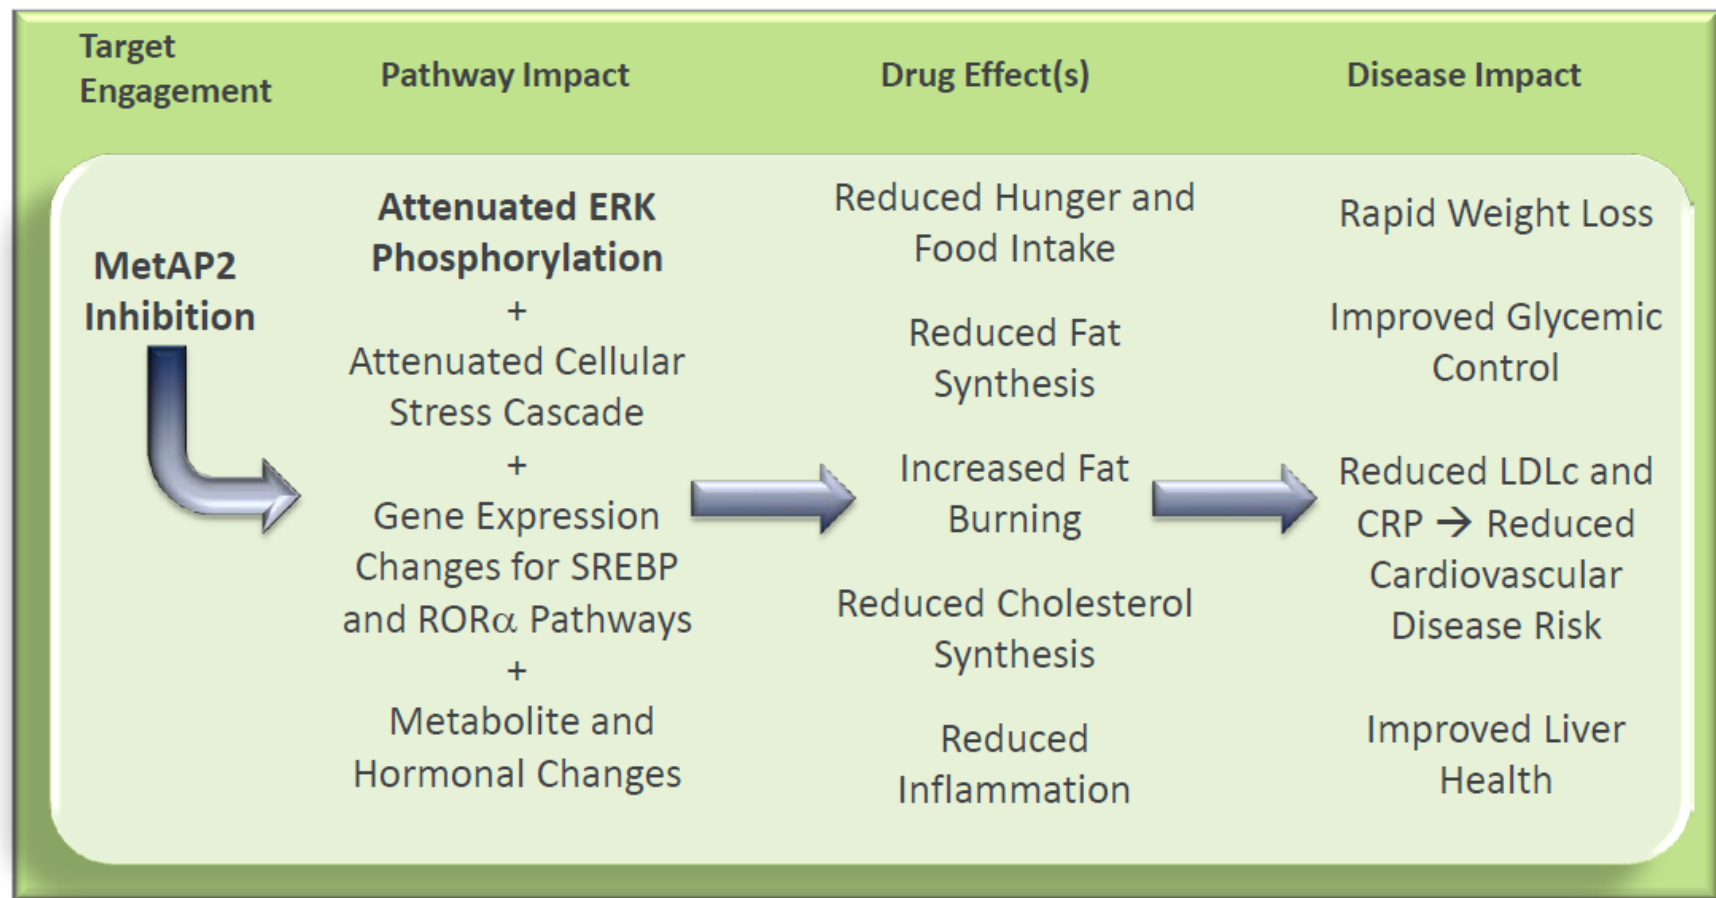 Target
Engagement
Pathway Impact
Drug Effect(s)
Disease Impact
MetAP2
Inhibition
Attenuated ERK
Phosphorylation
+
Attenuated Cellular
Stress Cascade
+
Gene Expression
Changes for SREBP
and RORα Pathways
+
Metabolite and
Hormonal Changes
Reduced Hunger and
Food Intake
Reduced Fat
Synthesis
Increased Fat
Burning
Reduced Cholesterol
Synthesis
Reduced
Inflammation
Rapid Weight Loss
Improved Glycemic
Control
Reduced LDLc and
CRP → Reduced
Cardiovascular
Disease Risk
Improved Liver
Health